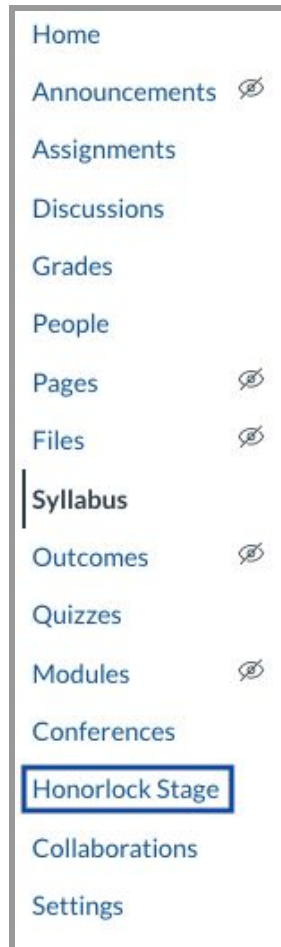 Home
Announcements
Assignments
Discussions
Grades
People
Pages
Files
Syllabus
Outcomes
Quizzes
Modules
Conferences
Honorlock Stage
Collaborations
Settings